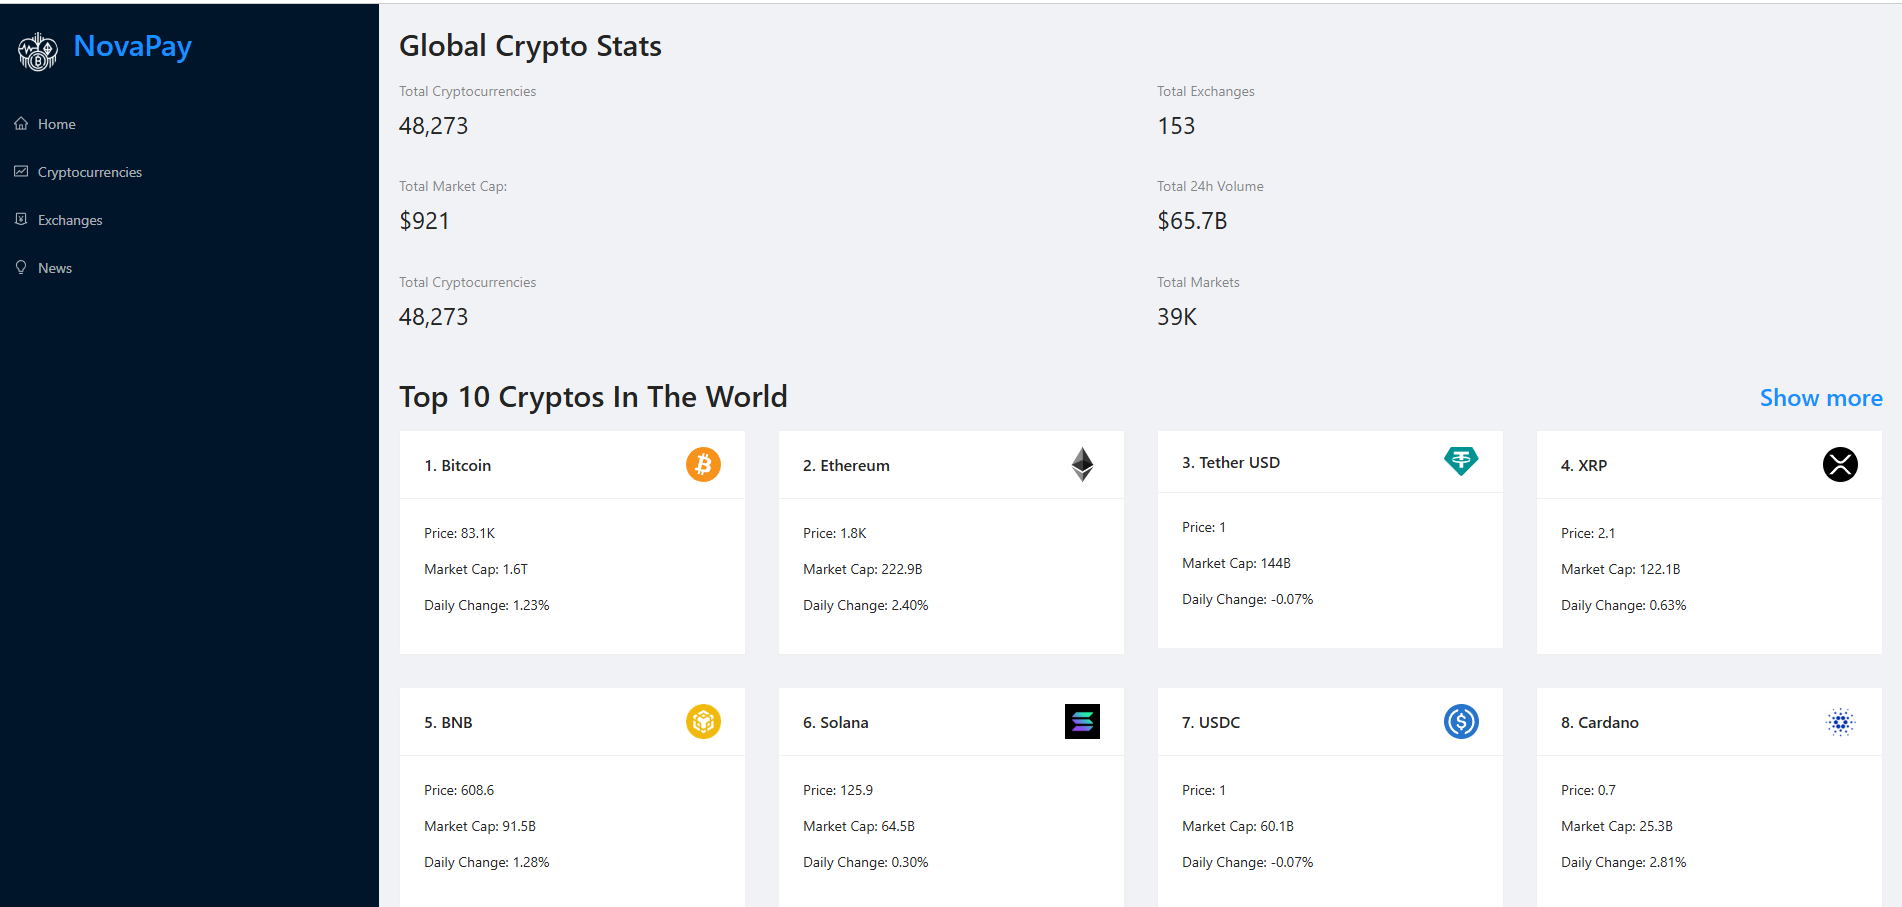 NovaPay
Home
Cryptocurrencies
Exchanges
News
Global Crypto Stats
Total Cryptocurrencies
48,273
Total Exchanges
153
Total Market Cap:
$921
Total 24h Volume
$65.7B
Total Cryptocurrencies
48,273
Total Markets
39K
Top 10 Cryptos In The World
Show more
1. Bitcoin
Price: 83.1K
Market Cap: 1.6T
Daily Change: 1.23%
2. Ethereum
Price: 1.8K
Market Cap: 222.9B
Daily Change: 2.40%
3. Tether USD
Price: 1
Market Cap: 144B
Daily Change: -0.07%
4. XRP
Price: 2.1
Market Cap: 122.1B
Daily Change: 0.63%
5. BNB
Price: 608.6
Market Cap: 91.5B
Daily Change: 1.28%
6. Solana
Price: 125.9
Market Cap: 64.5B
Daily Change: 0.30%
7. USDC
Price: 1
Market Cap: 60.1B
Daily Change: -0.07%
8. Cardano
Price: 0.7
Market Cap: 25.3B
Daily Change: 2.81%